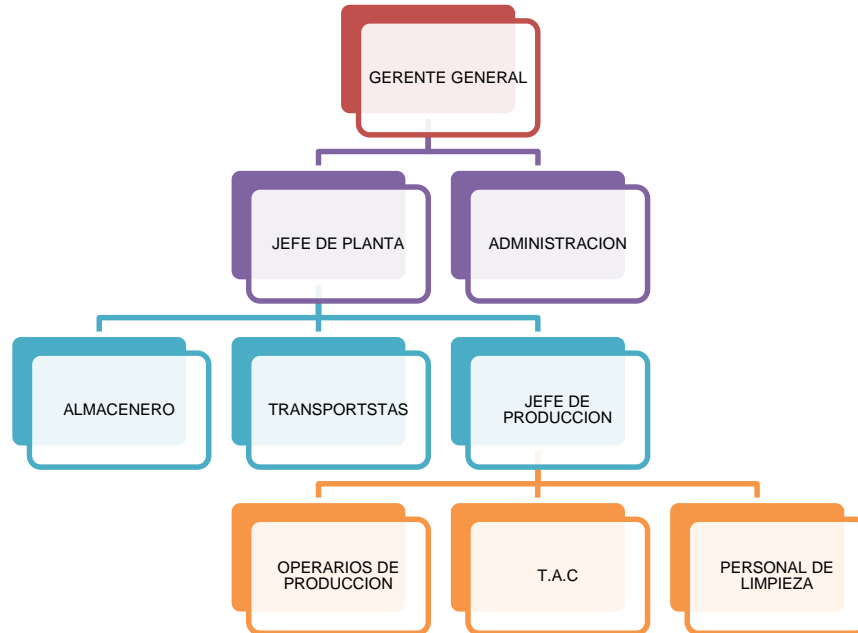 GERENTE GENERAL
JEFE DE PLANTA
ADMINISTRACION
ALMACENERO
TRANSPORTSTAS
JEFE DE
PRODUCCION
OPERARIOS DE
PRODUCCION
T.A.C
PERSONAL DE
LIMPIEZA